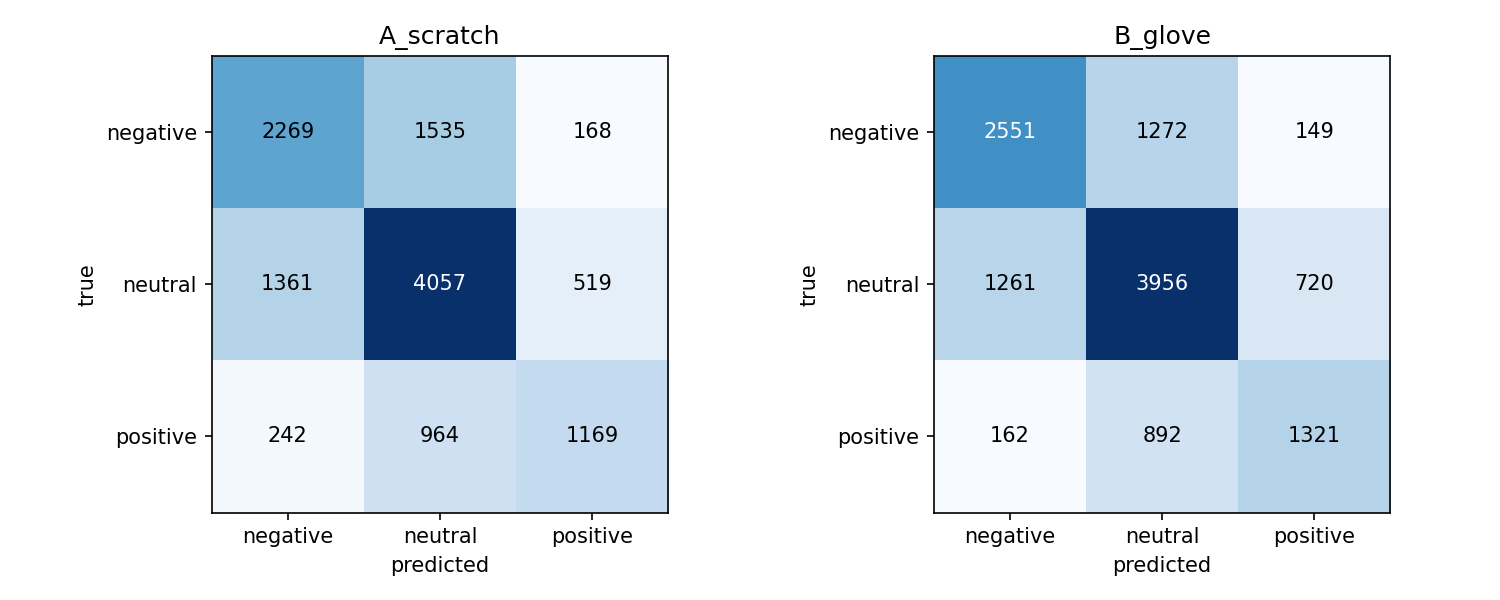 A_scratch
negative 2269 1535 168
neutral 1361 4057 519
positive 242 964 1169
negative neutral positive
predicted
true
B_glove
negative 2551 1272 149
neutral 1261 3956 720
positive 162 892 1321
negative neutral positive
predicted
true